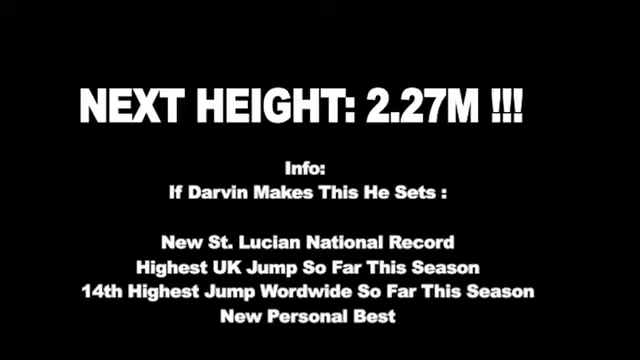 NEXT HEIGHT: 2.27M !!!
Info:
If Darvin Makes This He Sets :
New St. Lucian National Record
Highest UK Jump So Far This Season
14th Highest Jump Wordwide So Far This Season
New Personal Best